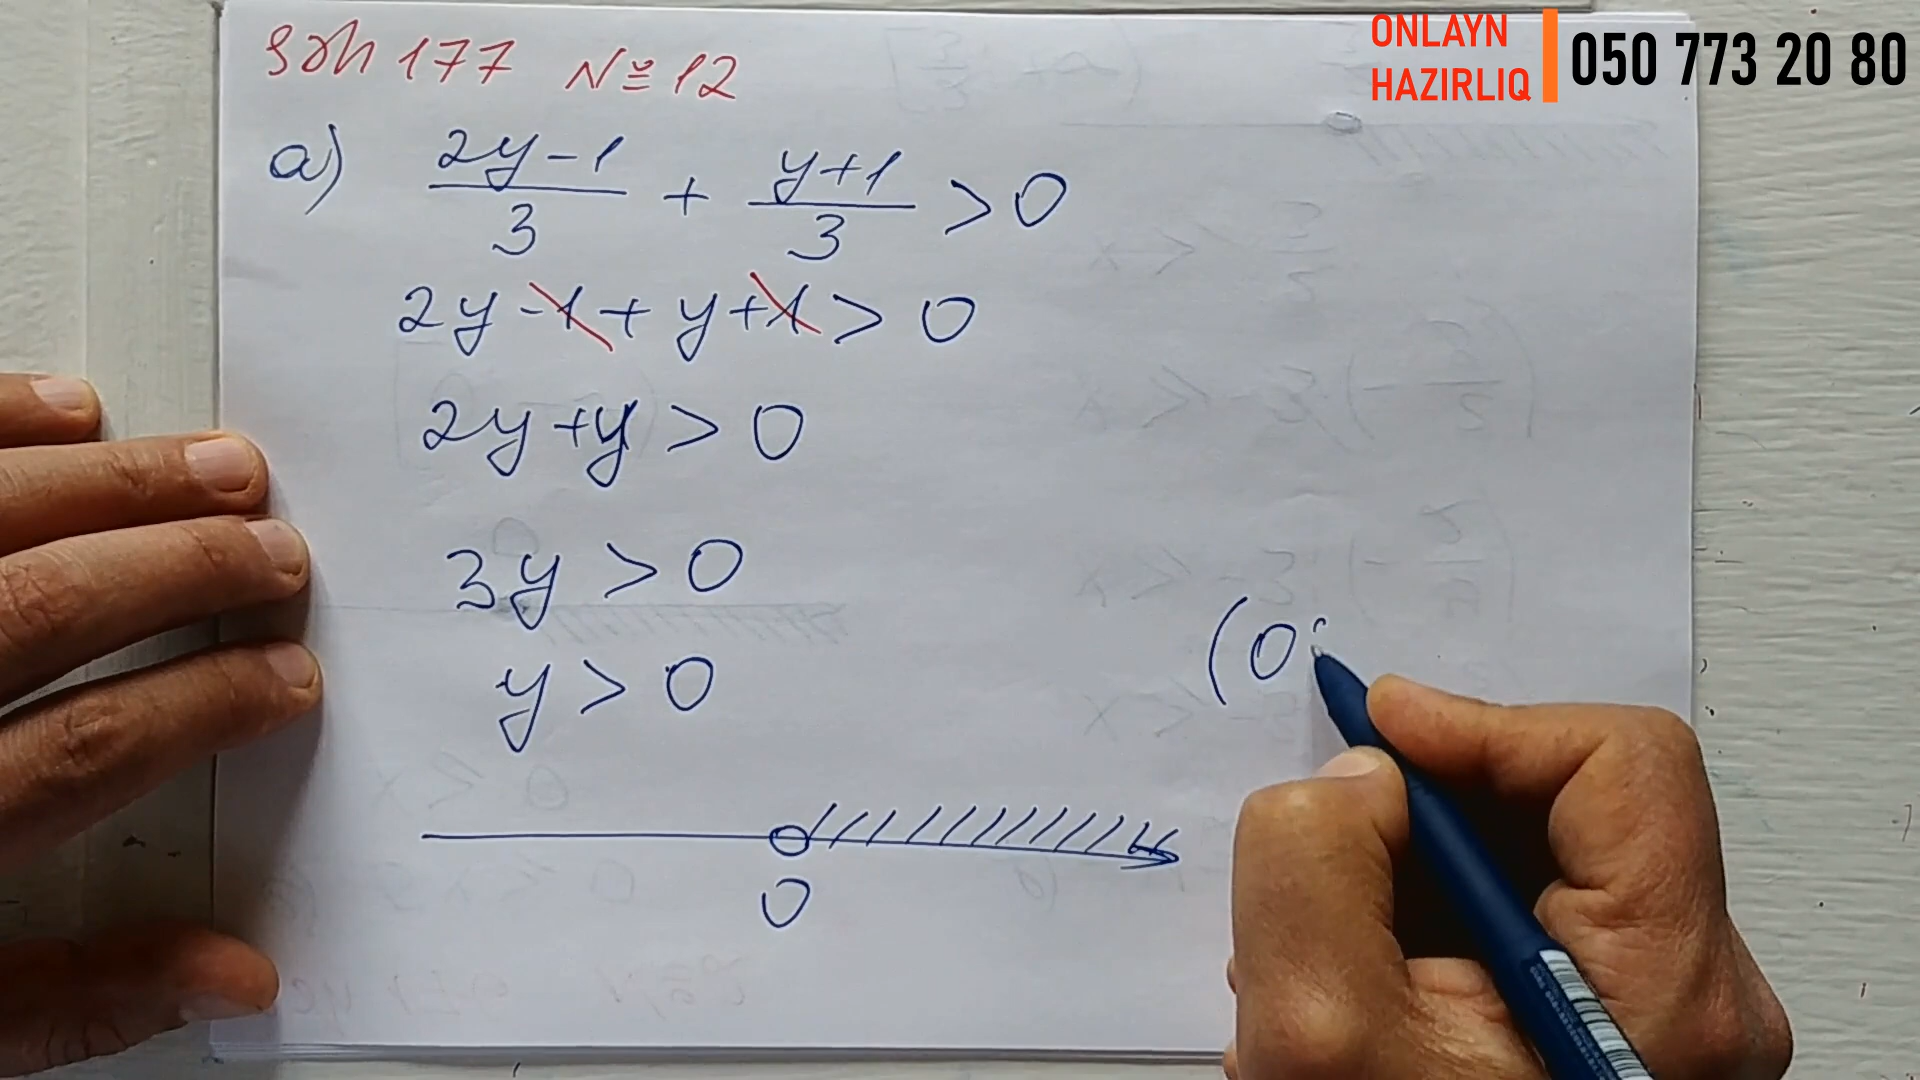 səh 177 № 12
ONLAYN
HAZIRLIQ
050 773 20 80
a) (2y-1)/3 + (y+1)/3 > 0
2y-1+y+1 > 0
2y+y > 0
3y > 0
y > 0
(0;
0